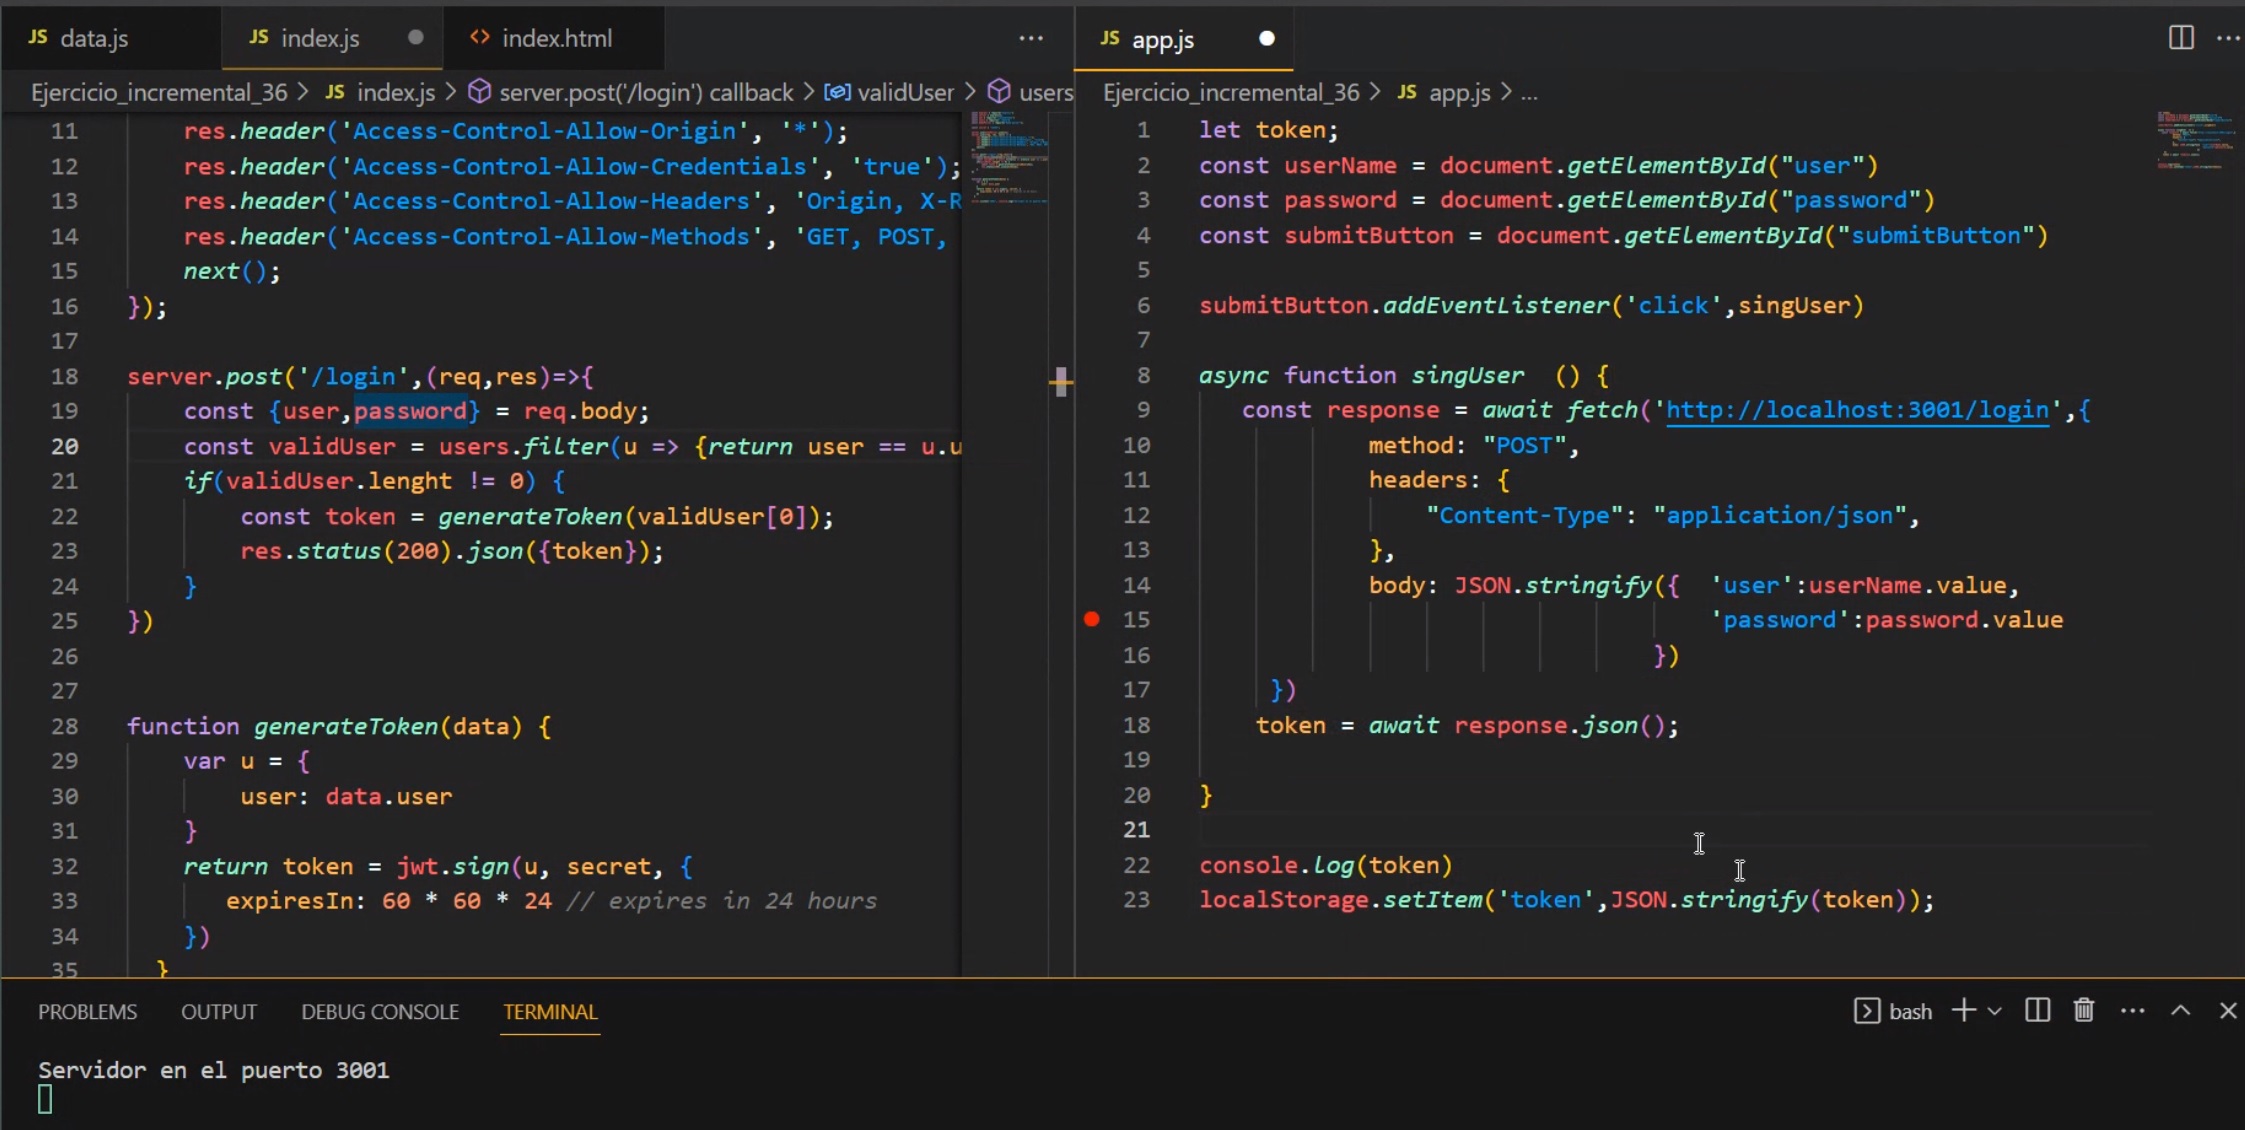 JS data.js
JS index.js
<> index.html
···
Ejercicio_incremental_36 > JS index.js > server.post('/login') callback > validUser > users
11 res.header('Access-Control-Allow-Origin', '*');
12 res.header('Access-Control-Allow-Credentials', 'true');
13 res.header('Access-Control-Allow-Headers', 'Origin, X-R
14 res.header('Access-Control-Allow-Methods', 'GET, POST,
15 next();
16 });
17
18 server.post('/login',(req,res)=>{
19 const {user,password} = req.body;
20 const validUser = users.filter(u => {return user == u.u
21 if(validUser.lenght != 0) {
22 const token = generateToken(validUser[0]);
23 res.status(200).json({token});
24 }
25 })
26
27
28 function generateToken(data) {
29 var u = {
30 user: data.user
31 }
32 return token = jwt.sign(u, secret, {
33 expiresIn: 60 * 60 * 24 // expires in 24 hours
34 })
35 }
JS app.js
···
Ejercicio_incremental_36 > JS app.js > ...
1 let token;
2 const userName = document.getElementById("user")
3 const password = document.getElementById("password")
4 const submitButton = document.getElementById("submitButton")
5
6 submitButton.addEventListener('click',singUser)
7
8 async function singUser () {
9 const response = await fetch('http://localhost:3001/login',{
10 method: "POST",
11 headers: {
12 "Content-Type": "application/json",
13 },
14 body: JSON.stringify({ 'user':userName.value,
15 'password':password.value
16 })
17 })
18 token = await response.json();
19
20 }
21
22 console.log(token)
23 localStorage.setItem('token',JSON.stringify(token));
PROBLEMS OUTPUT DEBUG CONSOLE TERMINAL
bash
Servidor en el puerto 3001